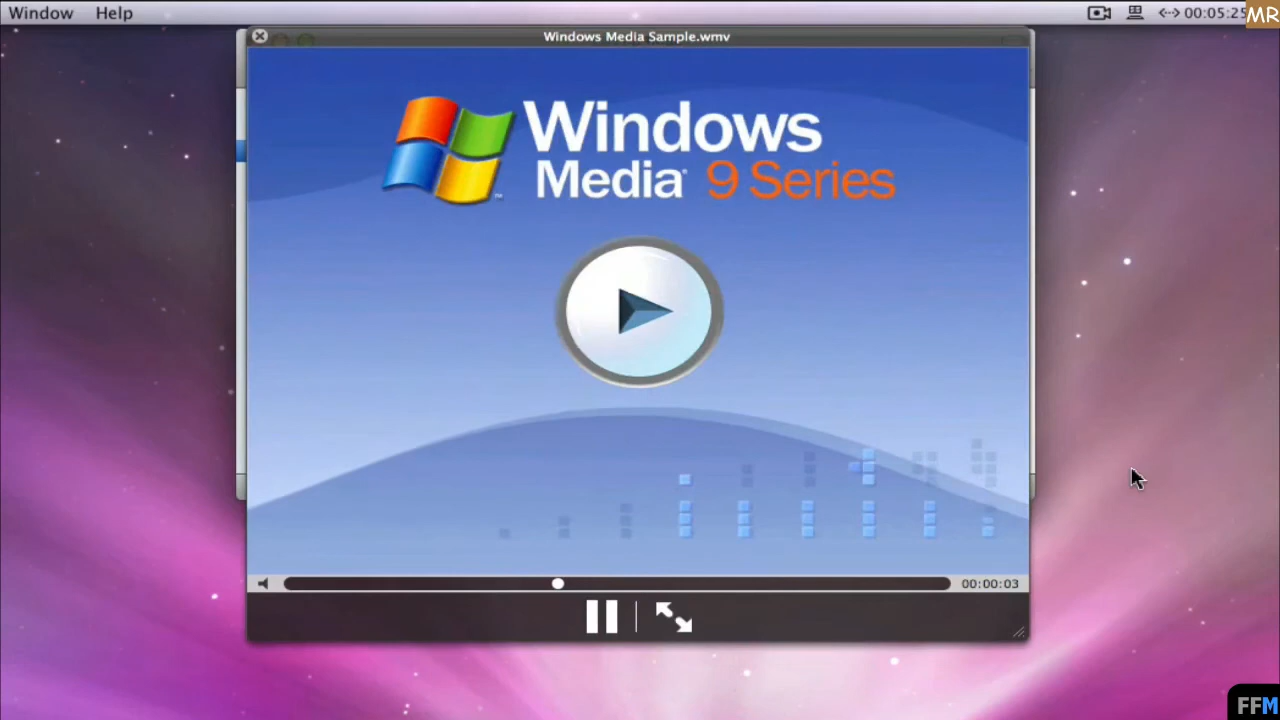 Window Help 00:05:25
MR
Windows Media Sample.wmv
Windows
Media 9 Series
00:00:03
FFM